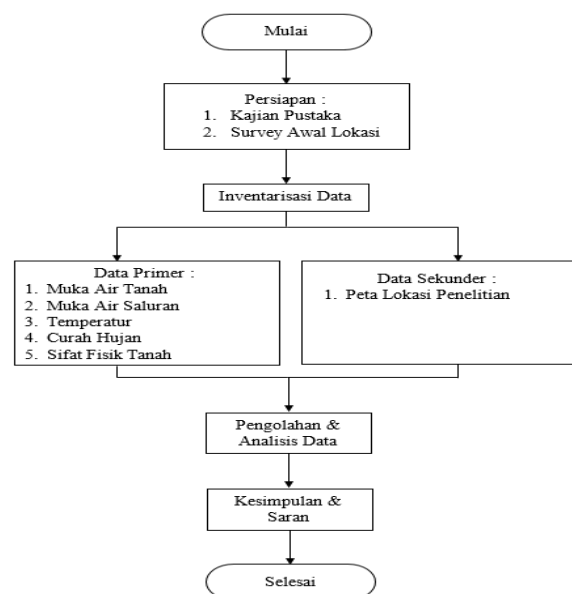 Mulai
Persiapan :
1. Kajian Pustaka
2. Survey Awal Lokasi
Inventarisasi Data
Data Primer :
1. Muka Air Tanah
2. Muka Air Saluran
3. Temperatur
4. Curah Hujan
5. Sifat Fisik Tanah
Data Sekunder :
1. Peta Lokasi Penelitian
Pengolahan &
Analisis Data
Kesimpulan &
Saran
Selesai